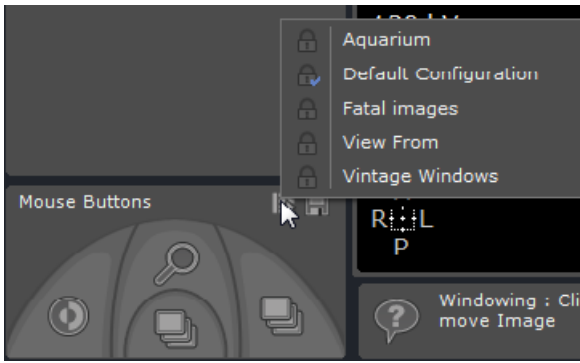 Aquarium
Default Configuration
Fatal images
View From
Vintage Windows
Mouse Buttons
R L
P
?
Windowing : Cli
move Image